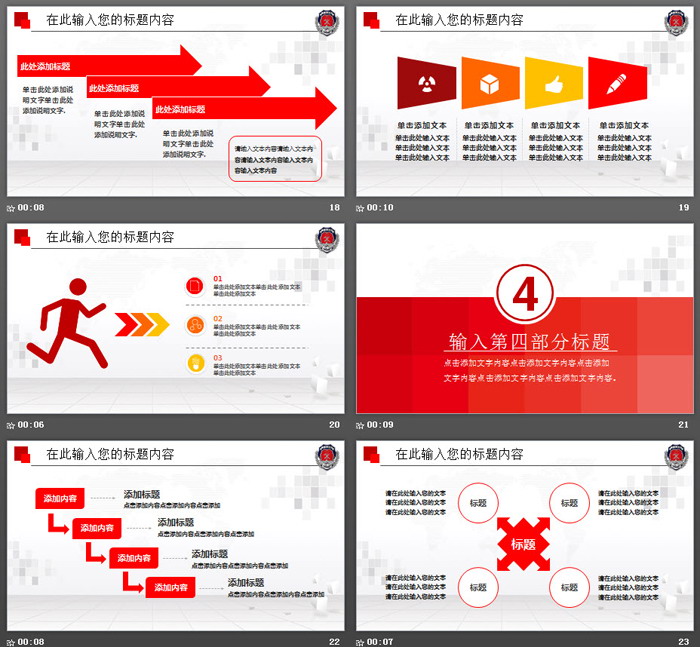 在此输入您的标题内容
此处添加标题
单击此处添加说
明文字单击此处
添加说明文字.
此处添加标题
单击此处添加说
明文字单击此处
添加说明文字.
此处添加标题
单击此处添加说
明文字单击此处
添加说明文字.
请输入文本内容请输入文本内
容请输入文本内容输入文本内
容输入文本内容
00:08
18
在此输入您的标题内容
单击添加文本
单击此处输入文本
单击此处输入文本
单击此处输入文本
单击添加文本
单击此处输入文本
单击此处输入文本
单击此处输入文本
单击添加文本
单击此处输入文本
单击此处输入文本
单击此处输入文本
单击添加文本
单击此处输入文本
单击此处输入文本
单击此处输入文本
00:10
19
在此输入您的标题内容
01
单击此处添加文本单击此处添加文本
单击此处添加文本
02
单击此处添加文本单击此处添加文本
单击此处添加文本
03
单击此处添加文本单击此处添加文本
单击此处添加文本
00:06
20
4
输入第四部分标题
点击添加文字内容点击添加文字内容点击添加
文字内容点击添加文字内容点击添加文字内容。
00:09
21
在此输入您的标题内容
添加内容
添加标题
点击添加内容点击添加内容点击添加
添加内容
添加标题
点击添加内容点击添加内容点击添加
添加内容
添加标题
点击添加内容点击添加内容点击添加
添加内容
添加标题
点击添加内容点击添加内容点击添加
00:08
22
在此输入您的标题内容
请在此处输入您的文本
请在此处输入您的文本
请在此处输入您的文本
标题
标题
请在此处输入您的文本
请在此处输入您的文本
请在此处输入您的文本
标题
请在此处输入您的文本
请在此处输入您的文本
请在此处输入您的文本
标题
标题
请在此处输入您的文本
请在此处输入您的文本
请在此处输入您的文本
00:07
23